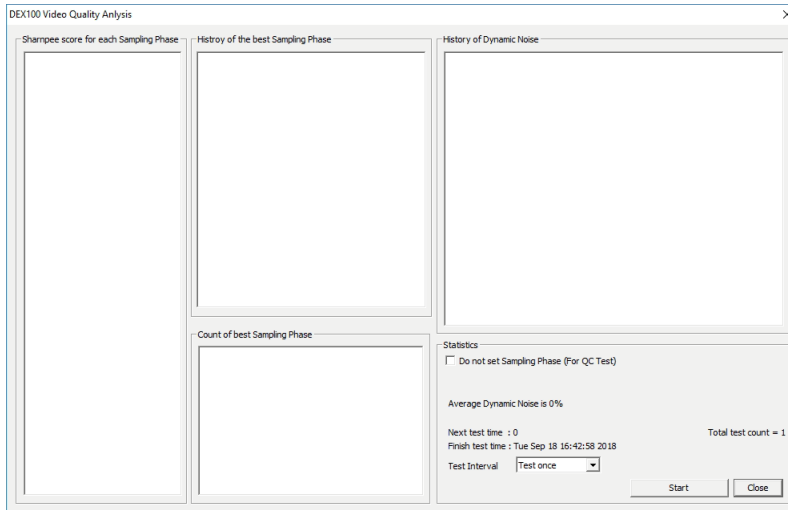 DEX100 Video Quality Anlysis
Sharnpee score for each Sampling Phase
Histroy of the best Sampling Phase
History of Dynamic Noise
Count of best Sampling Phase
Statistics
Do not set Sampling Phase (For QC Test)
Average Dynamic Noise is 0%
Next test time : 0
Total test count = 1
Finish test time : Tue Sep 18 16:42:58 2018
Test Interval
Test once
Start
Close